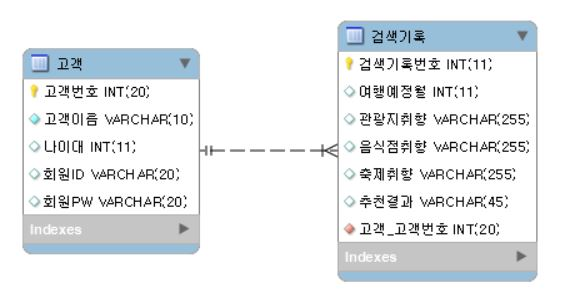 고객
고객번호 INT(20)
고객이름 VARCHAR(10)
나이대 INT(11)
회원ID VARCHAR(20)
회원PW VARCHAR(20)
Indexes
검색기록
검색기록번호 INT(11)
여행예정월 INT(11)
관광지취향 VARCHAR(255)
음식점취향 VARCHAR(255)
축제취향 VARCHAR(255)
추천결과 VARCHAR(45)
고객_고객번호 INT(20)
Indexes